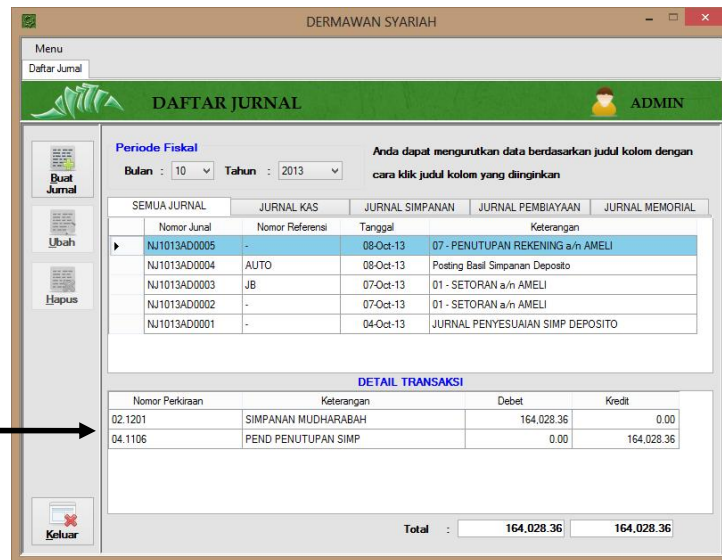 DERMAWAN SYARIAH
Menu
Daftar Jurnal
DAFTAR JURNAL
ADMIN
Buat Jurnal
Ubah
Hapus
Keluar
Periode Fiskal
Bulan : 10 Tahun : 2013
Anda dapat mengurutkan data berdasarkan judul kolom dengan
cara klik judul kolom yang diinginkan
SEMUA JURNAL JURNAL KAS JURNAL SIMPANAN JURNAL PEMBIAYAAN JURNAL MEMORIAL
Nomor Junal Nomor Referensi Tanggal Keterangan
NJ1013AD0005 - 08-Oct-13 07 - PENUTUPAN REKENING a/n AMELI
NJ1013AD0004 AUTO 08-Oct-13 Posting Basil Simpanan Deposito
NJ1013AD0003 JB 07-Oct-13 01 - SETORAN a/n AMELI
NJ1013AD0002 - 07-Oct-13 01 - SETORAN a/n AMELI
NJ1013AD0001 - 04-Oct-13 JURNAL PENYESUAIAN SIMP DEPOSITO
DETAIL TRANSAKSI
Nomor Perkiraan Keterangan Debet Kredit
02.1201 SIMPANAN MUDHARABAH 164,028.36 0.00
04.1106 PEND PENUTUPAN SIMP 0.00 164,028.36
Total : 164,028.36 164,028.36